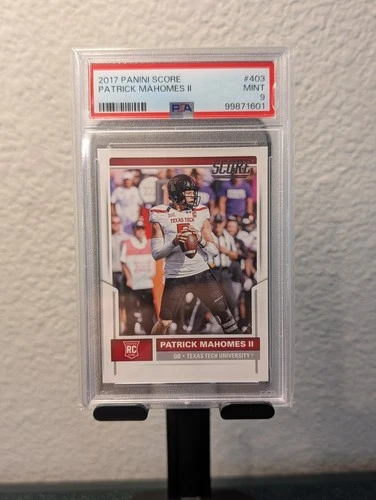 2017 PANINI SCORE #403
PATRICK MAHOMES II MINT
9
PSA 99871601
SCORE
TEXAS TECH
5
RC PATRICK MAHOMES II
QB • TEXAS TECH UNIVERSITY